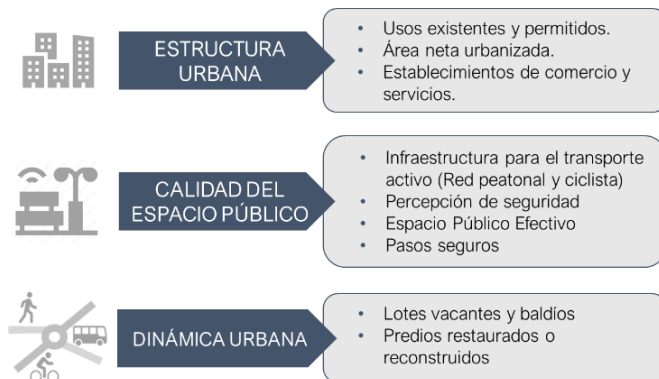 ESTRUCTURA
URBANA
• Usos existentes y permitidos.
• Área neta urbanizada.
• Establecimientos de comercio y
servicios.
CALIDAD DEL
ESPACIO PÚBLICO
• Infraestructura para el transporte
activo (Red peatonal y ciclista)
• Percepción de seguridad
• Espacio Público Efectivo
• Pasos seguros
DINÁMICA URBANA
• Lotes vacantes y baldíos
• Predios restaurados o
reconstruidos